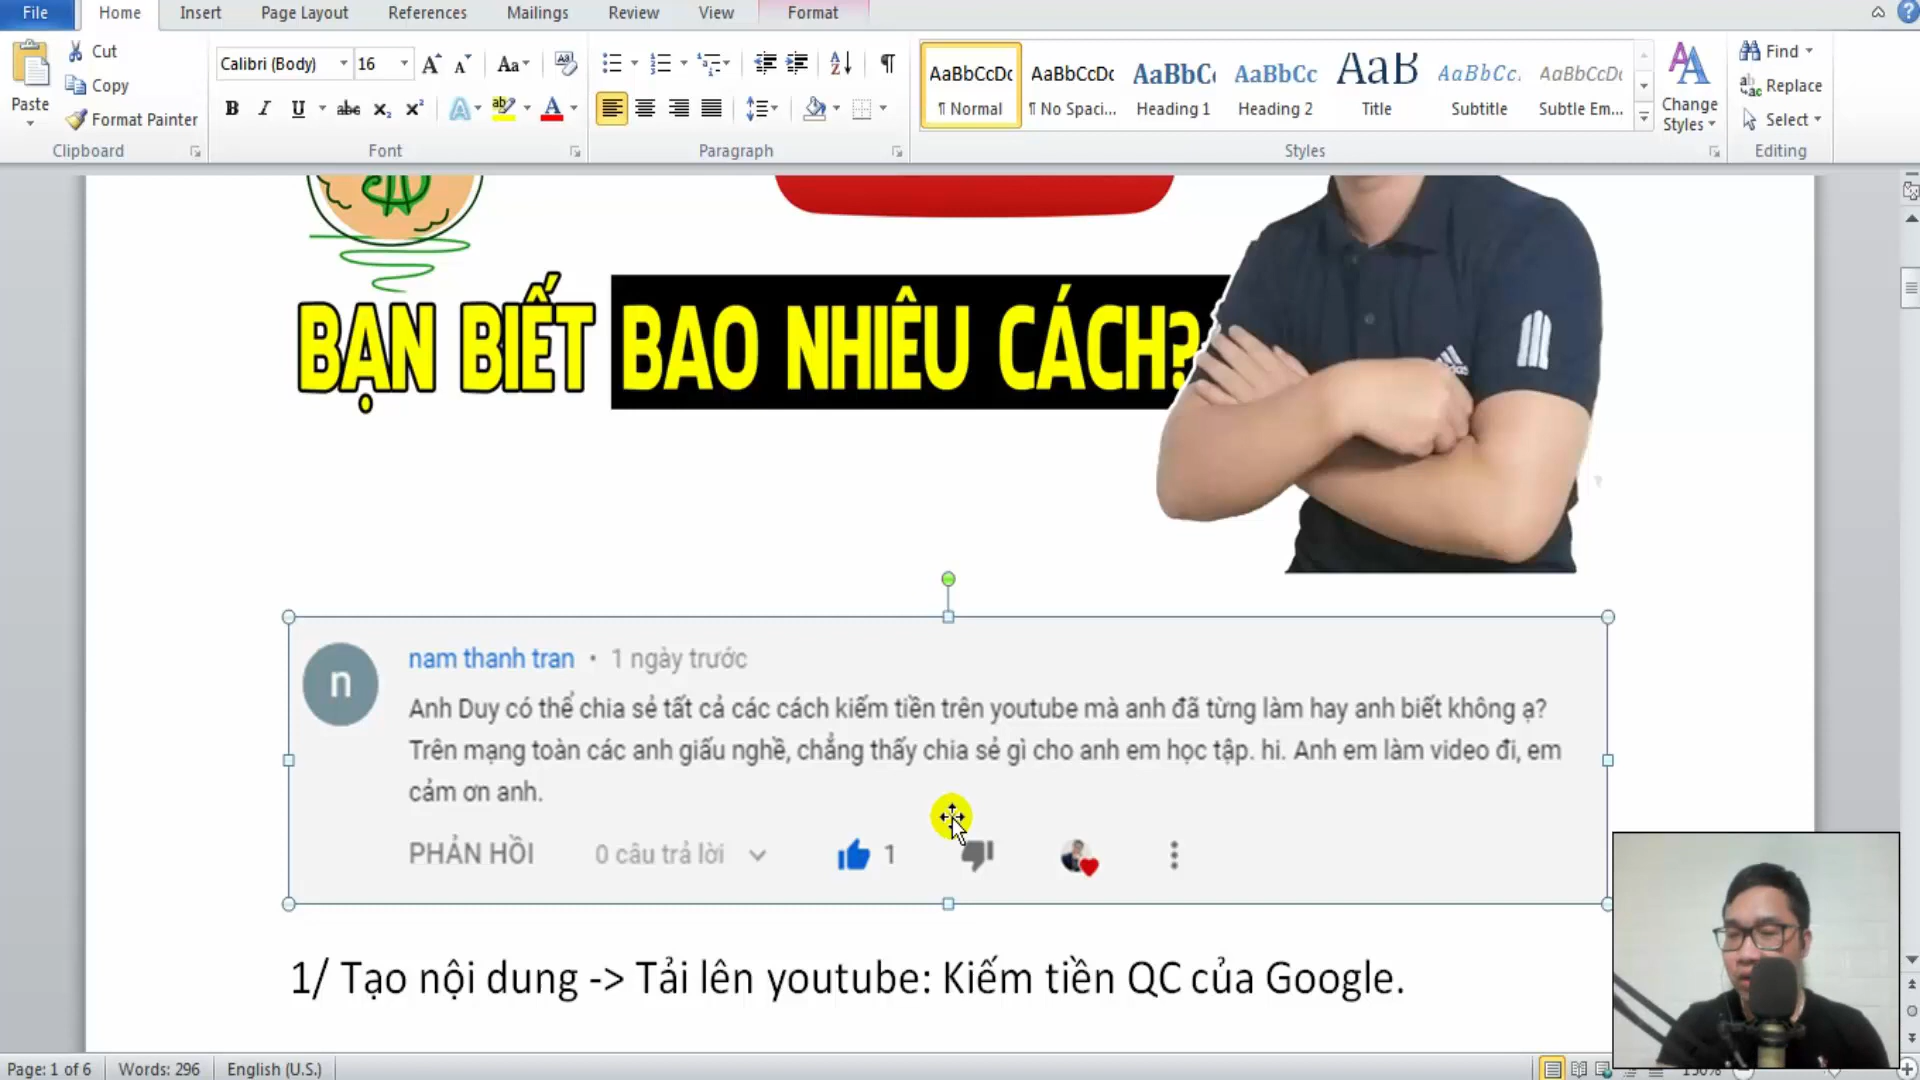 File Home Insert Page Layout References Mailings Review View Format
Paste Cut Copy Format Painter
Calibri (Body) 16
AaBbCcDc AaBbCcDc AaBbC AaBbCc AaB AaBbCc. AaBbCcDc
¶ Normal ¶ No Spaci... Heading 1 Heading 2 Title Subtitle Subtle Em...
Change Styles
Find
Replace
Select
Clipboard Font Paragraph Styles Editing
BẠN BIẾT BAO NHIÊU CÁCH?
adidas
n
nam thanh tran • 1 ngày trước
Anh Duy có thể chia sẻ tất cả các cách kiếm tiền trên youtube mà anh đã từng làm hay anh biết không ạ?
Trên mạng toàn các anh giấu nghề, chẳng thấy chia sẻ gì cho anh em học tập. hi. Anh em làm video đi, em
cảm ơn anh.
PHẢN HỒI 0 câu trả lời 1
1/ Tạo nội dung -> Tải lên youtube: Kiếm tiền QC của Google.
Page: 1 of 6 Words: 296 English (U.S.) 150%